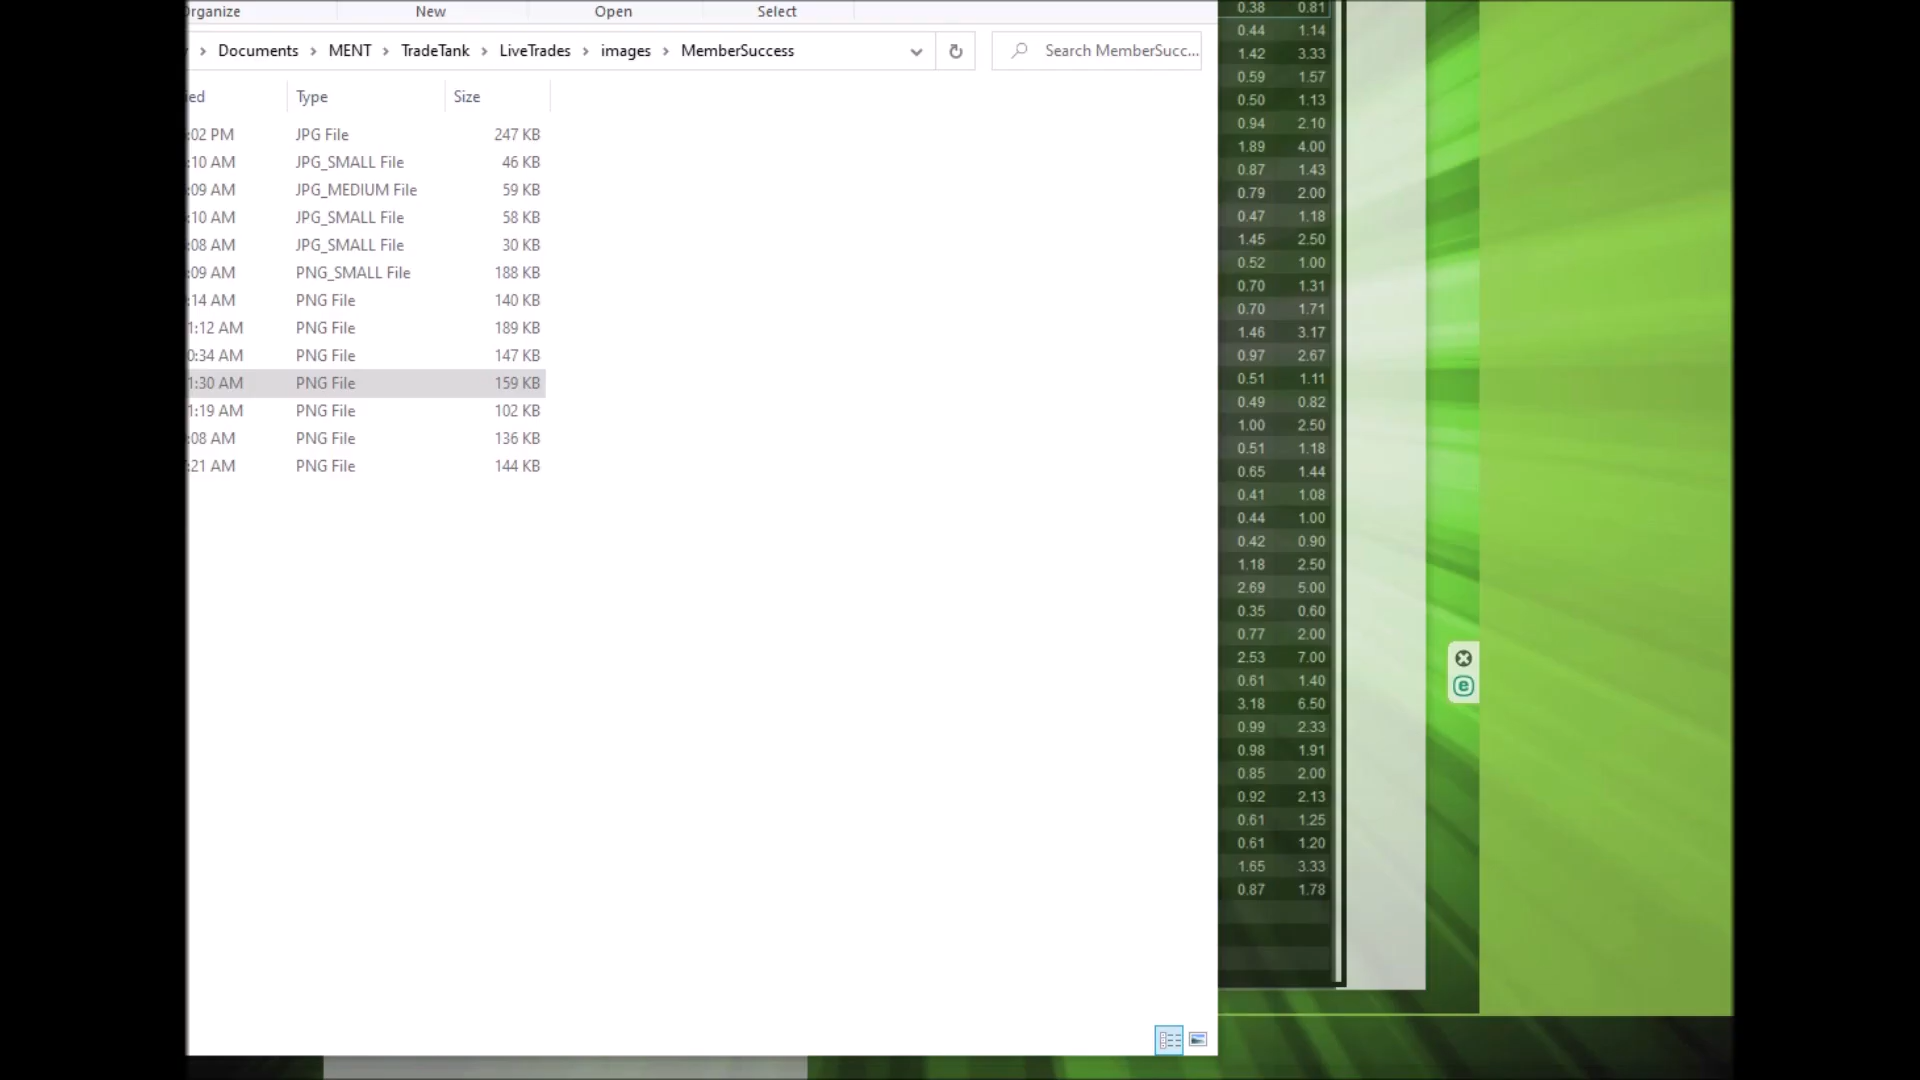 Organize New Open Select
> Documents > MENT > TradeTank > LiveTrades > images > MemberSuccess
Search MemberSucc...
ied Type Size
:02 PM JPG File 247 KB
:10 AM JPG_SMALL File 46 KB
:09 AM JPG_MEDIUM File 59 KB
:10 AM JPG_SMALL File 58 KB
:08 AM JPG_SMALL File 30 KB
:09 AM PNG_SMALL File 188 KB
:14 AM PNG File 140 KB
1:12 AM PNG File 189 KB
0:34 AM PNG File 147 KB
1:30 AM PNG File 159 KB
1:19 AM PNG File 102 KB
:08 AM PNG File 136 KB
:21 AM PNG File 144 KB
0.38 0.81
0.44 1.14
1.42 3.33
0.59 1.57
0.50 1.13
0.94 2.10
1.89 4.00
0.87 1.43
0.79 2.00
0.47 1.18
1.45 2.50
0.52 1.00
0.70 1.31
0.70 1.71
1.46 3.17
0.97 2.67
0.51 1.11
0.49 0.82
1.00 2.50
0.51 1.18
0.65 1.44
0.41 1.08
0.44 1.00
0.42 0.90
1.18 2.50
2.69 5.00
0.35 0.60
0.77 2.00
2.53 7.00
0.61 1.40
3.18 6.50
0.99 2.33
0.98 1.91
0.85 2.00
0.92 2.13
0.61 1.25
0.61 1.20
1.65 3.33
0.87 1.78
e